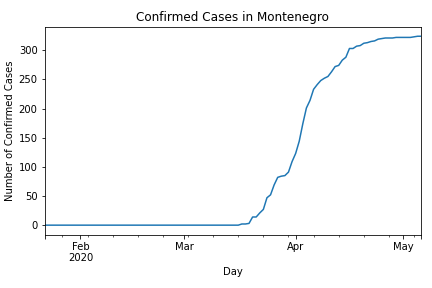 Confirmed Cases in Montenegro
Number of Confirmed Cases
300
250
200
150
100
50
0
Feb
2020
Mar
Apr
May
Day